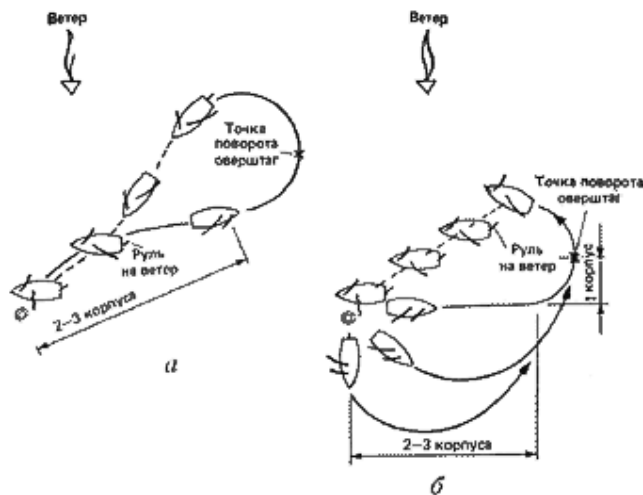 Ветер
Точка
поворота
оверштаг
Руль
на ветер
2–3 корпуса
а
Ветер
Точка поворота
оверштаг
Руль
на ветер
1 корпус
2–3 корпуса
б